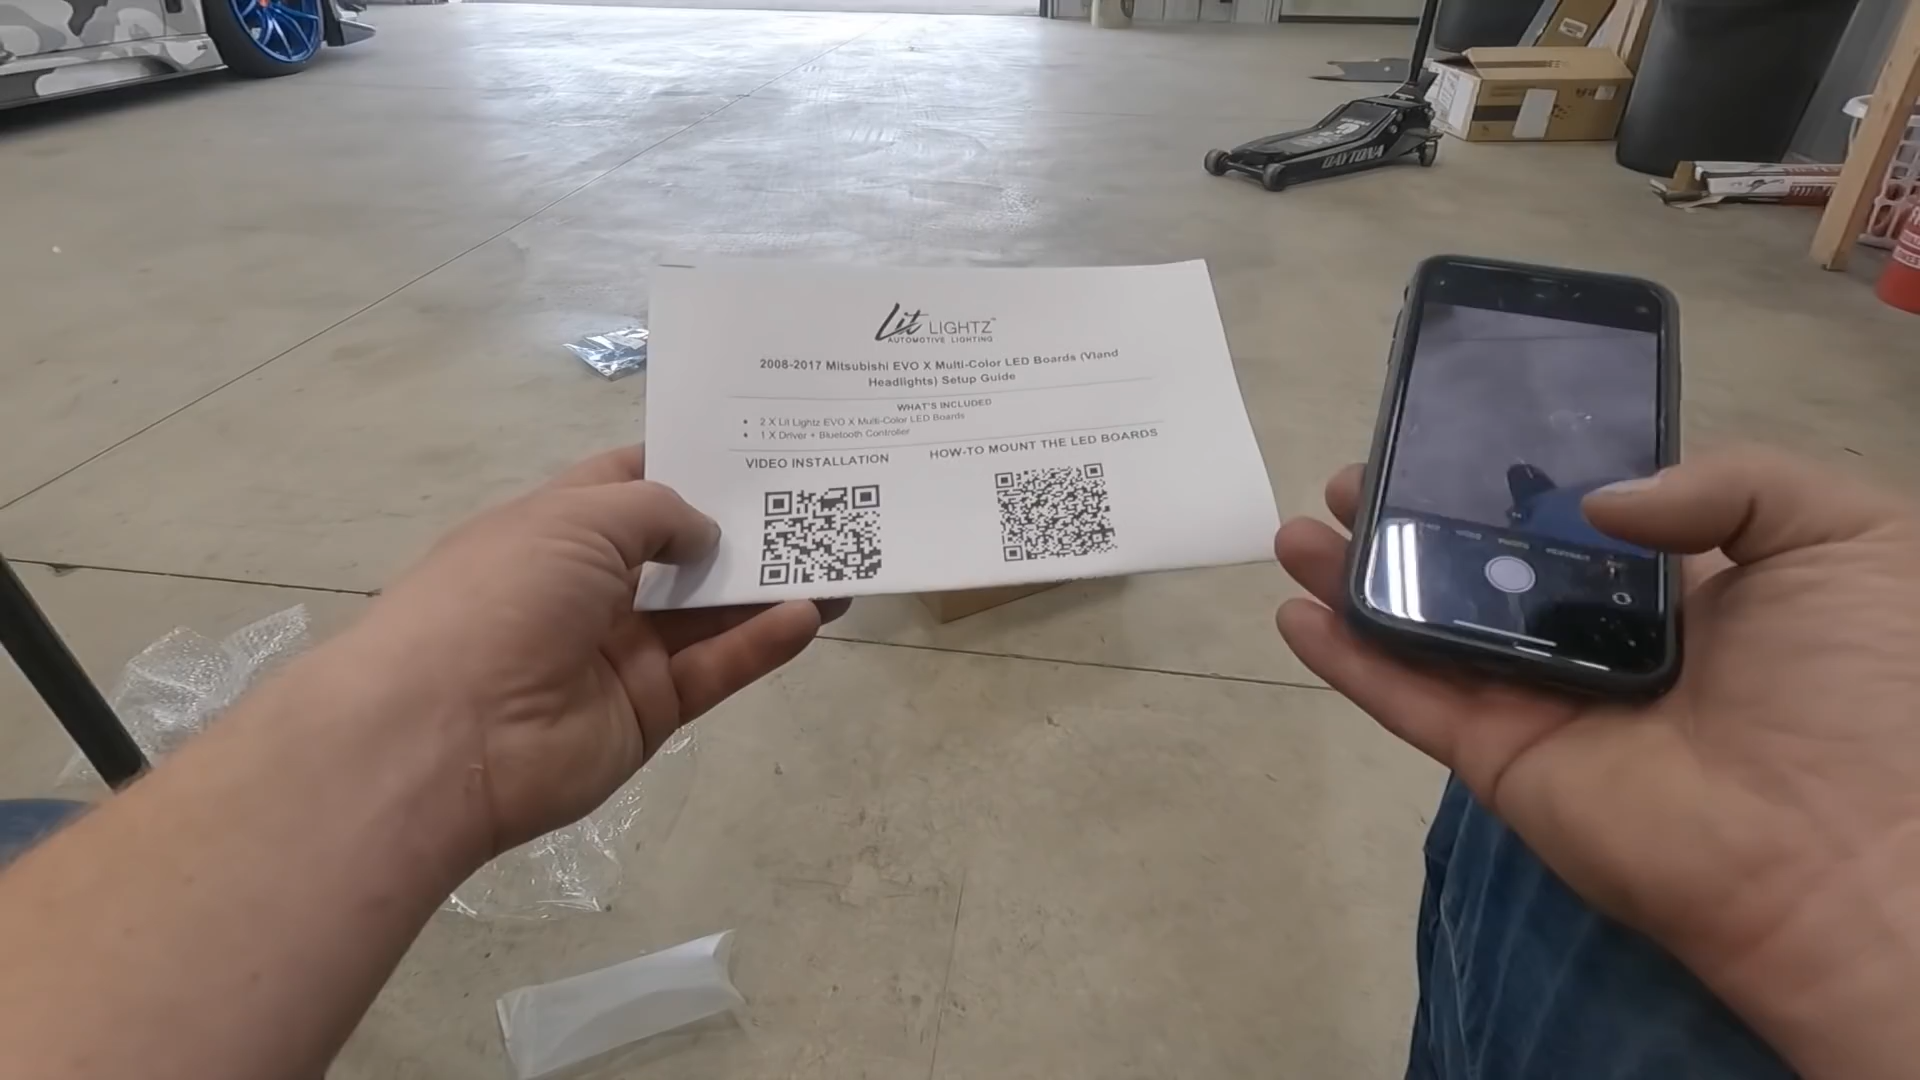 Lit LIGHTZ™
AUTOMOTIVE LIGHTING
2008-2017 Mitsubishi EVO X Multi-Color LED Boards (Vland
Headlights) Setup Guide
WHAT'S INCLUDED
2 X Lit Lightz EVO X Multi-Color LED Boards
1 X Driver + Bluetooth Controller
VIDEO INSTALLATION
HOW-TO MOUNT THE LED BOARDS
DAYTONA